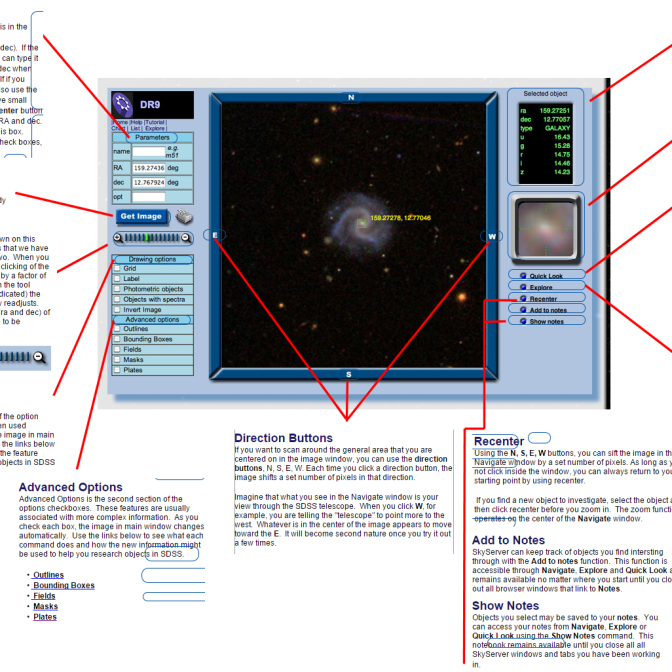 is in the
dec). If the
can type it
dec when
lf if you
so use the
ve small
enter button
RA and dec
is box.
heck boxes,
dy
wn on this
s that we have
wo. When you
clicking of the
by a factor of
n the tool
dicated) the
y readjusts.
ra and dec) of
to be
f the option
en used
e image in main
the links below
the feature
objects in SDSS
DR9
Home |Help |Tutorial |
Chart | List | Explore |
Parameters
name e.g. m51
RA 159.27436 deg
dec 12.767924 deg
opt
Get Image
Drawing options
Grid
Label
Photometric objects
Objects with spectra
Invert Image
Advanced options
Outlines
Bounding Boxes
Fields
Masks
Plates
N
E
W
S
159.27278, 12.77046
Selected object
ra 159.27251
dec 12.77057
type GALAXY
u 16.43
g 15.28
r 14.75
i 14.46
z 14.23
Quick Look
Explore
Recenter
Add to notes
Show notes
Advanced Options
Advanced Options is the second section of the
options checkboxes. These features are usually
associated with more complex information. As you
check each box, the image in main window changes
automatically. Use the links below to see what each
command does and how the new information might
be used to help you research objects in SDSS.
• Outlines
• Bounding Boxes
• Fields
• Masks
• Plates
Direction Buttons
If you want to scan around the general area that you are
centered on in the image window, you can use the direction
buttons, N, S, E, W. Each time you click a direction button, the
image shifts a set number of pixels in that direction.
Imagine that what you see in the Navigate window is your
view through the SDSS telescope. When you click W, for
example, you are telling the "telescope" to point more to the
west. Whatever is in the center of the image appears to move
toward the E. It will become second nature once you try it out
a few times.
Recenter
Using the N, S, E, W buttons, you can sift the image in the
Navigate window by a set number of pixels. As long as y
not click inside the window, you can always return to you
starting point by using recenter.
If you find a new object to investigate, select the object a
then click recenter before you zoom in. The zoom functi
operates on the center of the Navigate window.
Add to Notes
SkyServer can keep track of objects you find intersting
through with the Add to notes function. This function is
accessible through Navigate, Explore and Quick Look a
remains available no matter where you start until you clo
out all browser windows that link to Notes.
Show Notes
Objects you select may be saved to your notes. You
can access your notes from Navigate, Explore or
Quick Look using the Show Notes command. This
notebook remains available until you close all all
SkyServer windows and tabs you have been working
in.